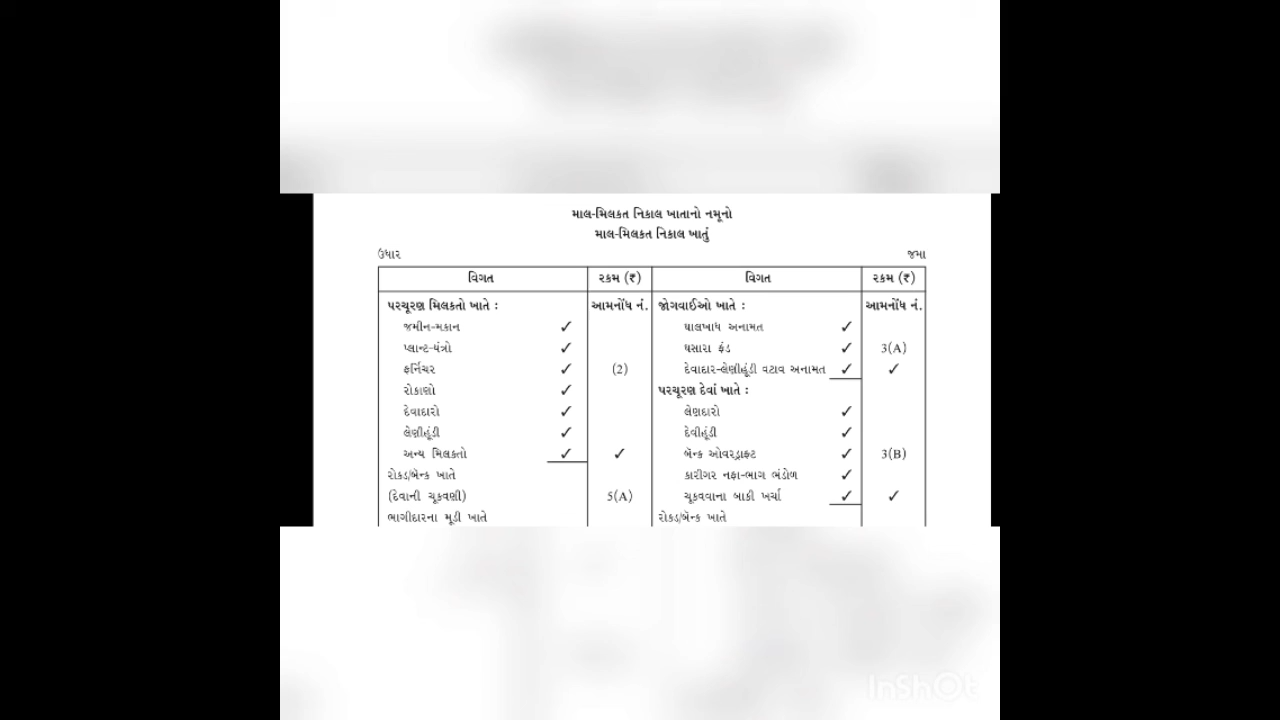 માલ-મિલકત નિકાલ ખાતાનો નમૂનો
માલ-મિલકત નિકાલ ખાતું
ઉધાર જમા
વિગત રકમ (₹) વિગત રકમ (₹)
પરચૂરણ મિલકતો ખાતે : આમનોંધ નં. જોગવાઈઓ ખાતે : આમનોંધ નં.
જમીન-મકાન ✓ ઘાલખાધ અનામત ✓
પ્લાન્ટ-યંત્રો ✓ ઘસારા ફંડ ✓ 3(A)
ફર્નિચર ✓ (2) દેવાદાર-લેણીહૂંડી વટાવ અનામત ✓ ✓
રોકાણો ✓ પરચૂરણ દેવાં ખાતે :
દેવાદારો ✓ લેણદારો ✓
લેણીહૂંડી ✓ દેવીહૂંડી ✓
અન્ય મિલકતો ✓ ✓ બૅન્ક ઓવરડ્રાફ્ટ ✓ 3(B)
રોકડ/બૅન્ક ખાતે કારીગર નફા-ભાગ ભંડોળ ✓
(દેવાની ચૂકવણી) 5(A) ચૂકવવાના બાકી ખર્ચા ✓ ✓
ભાગીદારના મૂડી ખાતે રોકડ/બૅન્ક ખાતે
InShOt